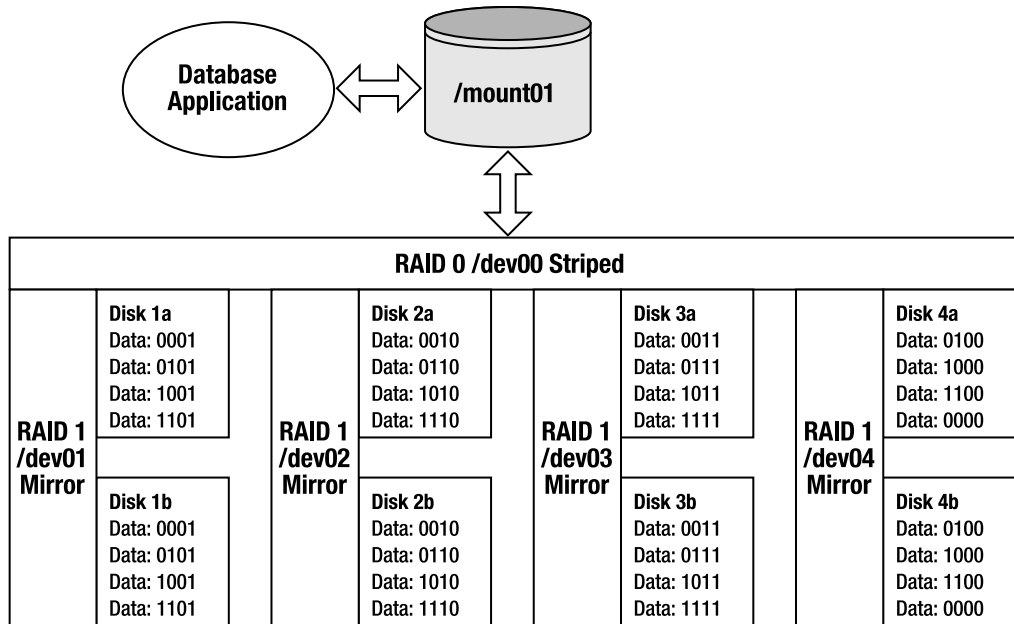 Database
Application
/mount01
RAID 0 /dev00 Striped
RAID 1
/dev01
Mirror
Disk 1a
Data: 0001
Data: 0101
Data: 1001
Data: 1101
Disk 1b
Data: 0001
Data: 0101
Data: 1001
Data: 1101
RAID 1
/dev02
Mirror
Disk 2a
Data: 0010
Data: 0110
Data: 1010
Data: 1110
Disk 2b
Data: 0010
Data: 0110
Data: 1010
Data: 1110
RAID 1
/dev03
Mirror
Disk 3a
Data: 0011
Data: 0111
Data: 1011
Data: 1111
Disk 3b
Data: 0011
Data: 0111
Data: 1011
Data: 1111
RAID 1
/dev04
Mirror
Disk 4a
Data: 0100
Data: 1000
Data: 1100
Data: 0000
Disk 4b
Data: 0100
Data: 1000
Data: 1100
Data: 0000